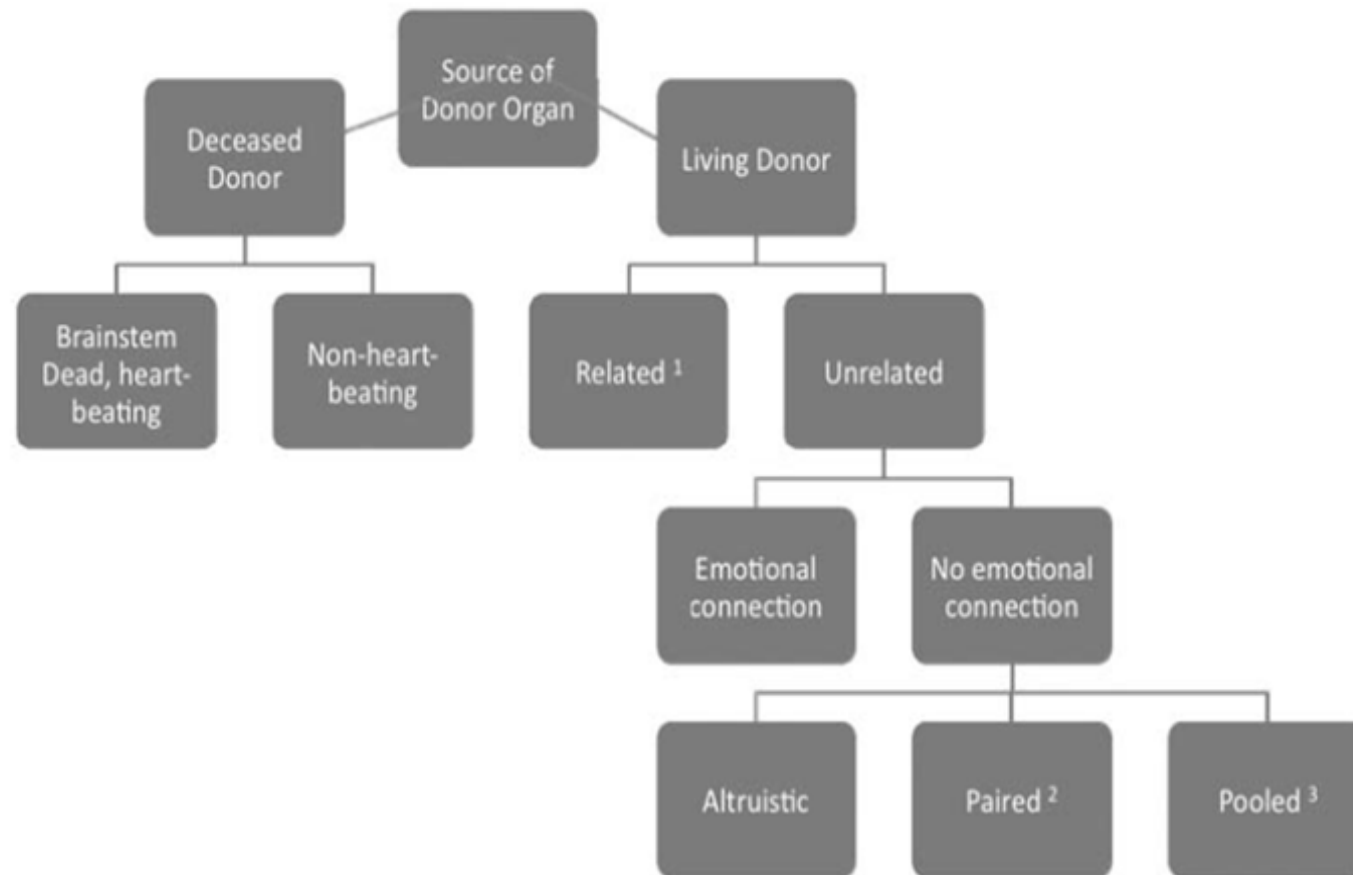 Source of
Donor Organ
Deceased
Donor
Living Donor
Brainstem
Dead, heart-
beating
Non-heart-
beating
Related ¹
Unrelated
Emotional
connection
No emotional
connection
Altruistic
Paired ²
Pooled ³